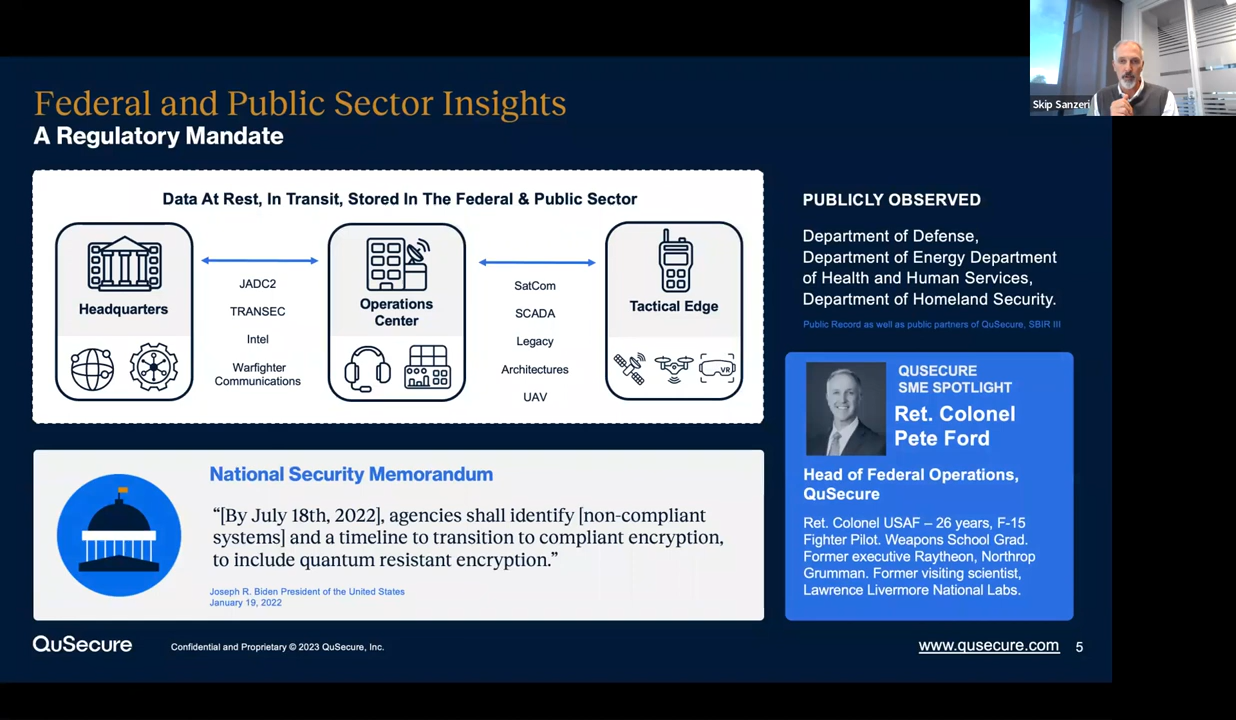 Skip Sanzeri
Federal and Public Sector Insights
A Regulatory Mandate
Data At Rest, In Transit, Stored In The Federal & Public Sector
Headquarters
JADC2
TRANSEC
Intel
Warfighter
Communications
Operations
Center
SatCom
SCADA
Legacy
Architectures
UAV
Tactical Edge
VR
National Security Memorandum
“[By July 18th, 2022], agencies shall identify [non-compliant
systems] and a timeline to transition to compliant encryption,
to include quantum resistant encryption.”
Joseph R. Biden President of the United States
January 19, 2022
PUBLICLY OBSERVED
Department of Defense,
Department of Energy Department
of Health and Human Services,
Department of Homeland Security.
Public Record as well as public partners of QuSecure, SBIR III
QUSECURE
SME SPOTLIGHT
Ret. Colonel
Pete Ford
Head of Federal Operations,
QuSecure
Ret. Colonel USAF – 26 years, F-15
Fighter Pilot. Weapons School Grad.
Former executive Raytheon, Northrop
Grumman. Former visiting scientist,
Lawrence Livermore National Labs.
QuSecure
Confidential and Proprietary © 2023 QuSecure, Inc.
www.qusecure.com
5